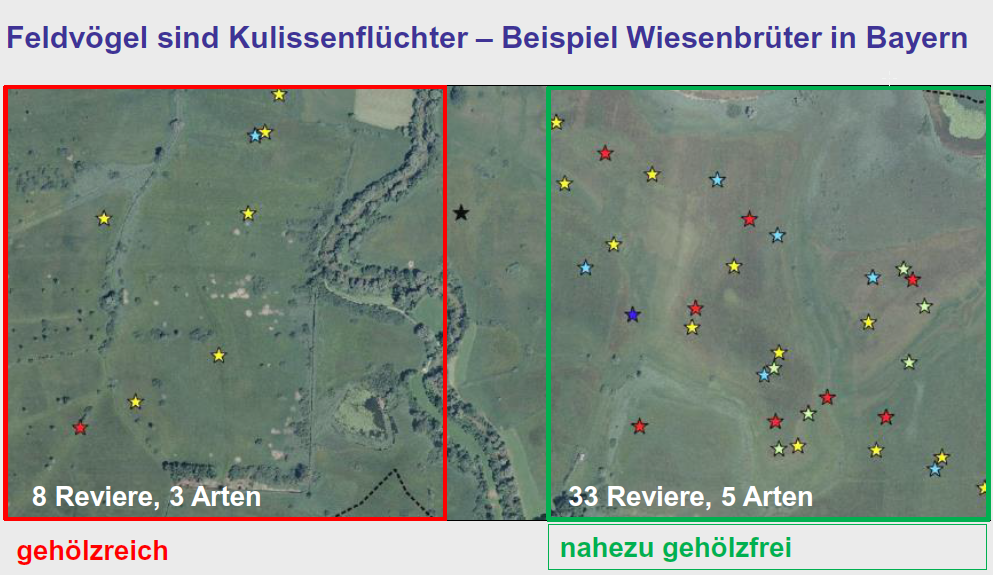 Feldvögel sind Kulissenflüchter – Beispiel Wiesenbrüter in Bayern
8 Reviere, 3 Arten
33 Reviere, 5 Arten
gehölzreich
nahezu gehölzfrei